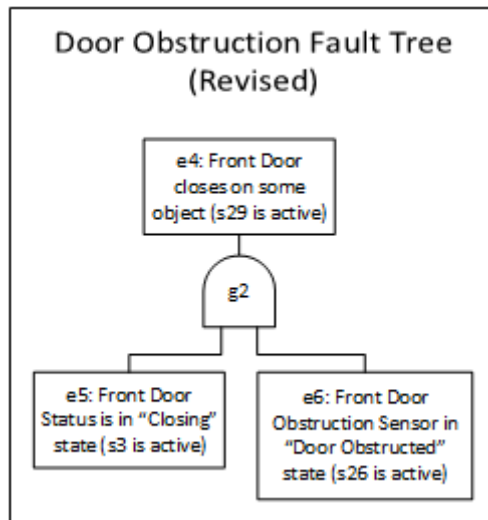 Door Obstruction Fault Tree
(Revised)
e4: Front Door
closes on some
object (s29 is active)
g2
e5: Front Door
Status is in “Closing”
state (s3 is active)
e6: Front Door
Obstruction Sensor in
“Door Obstructed”
state (s26 is active)